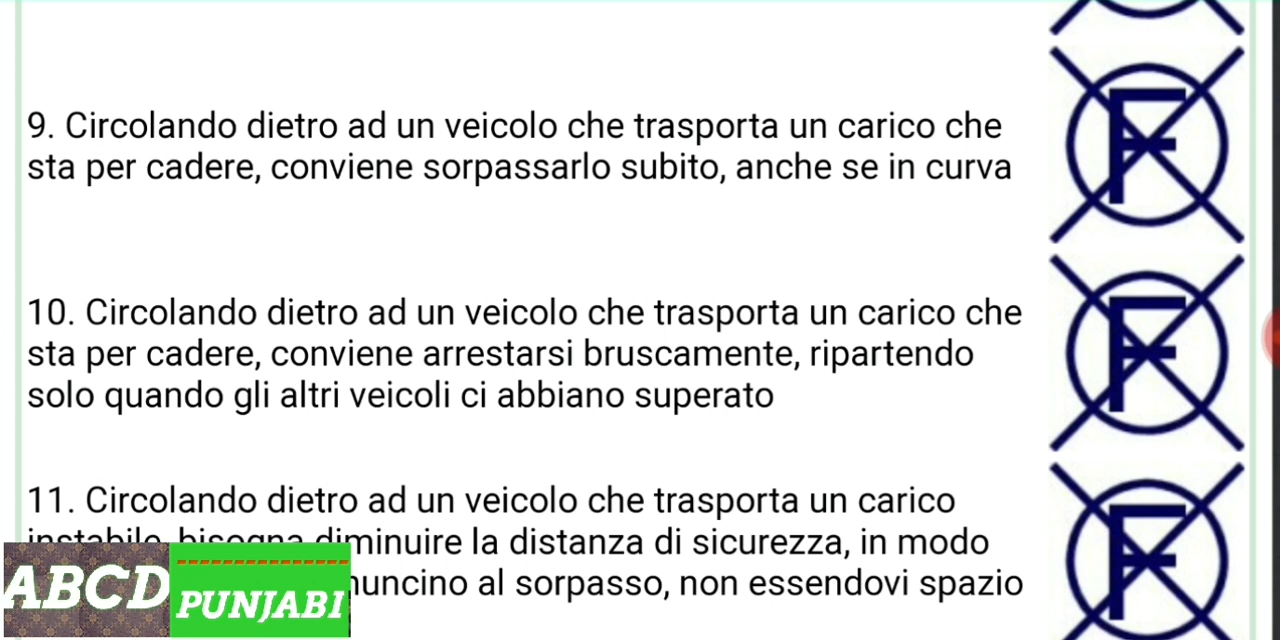 9. Circolando dietro ad un veicolo che trasporta un carico che
sta per cadere, conviene sorpassarlo subito, anche se in curva
F
10. Circolando dietro ad un veicolo che trasporta un carico che
sta per cadere, conviene arrestarsi bruscamente, ripartendo
solo quando gli altri veicoli ci abbiano superato
F
11. Circolando dietro ad un veicolo che trasporta un carico
instabile, bisogna diminuire la distanza di sicurezza, in modo
al sorpasso, non essendovi spazio
F
ABCD PUNJABI